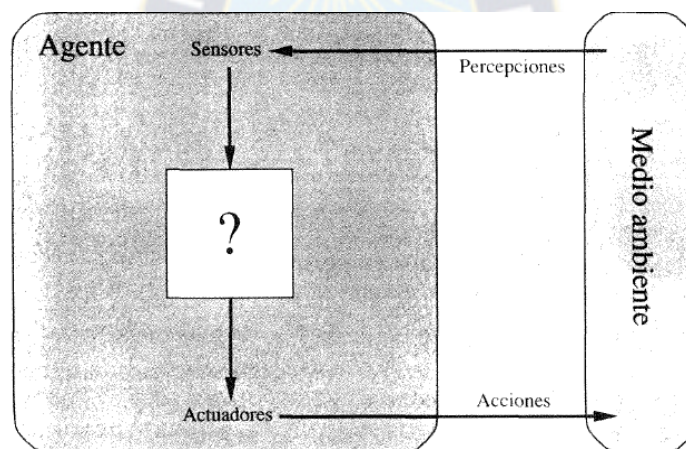 Agente
Sensores
Percepciones
?
Medio ambiente
Actuadores
Acciones